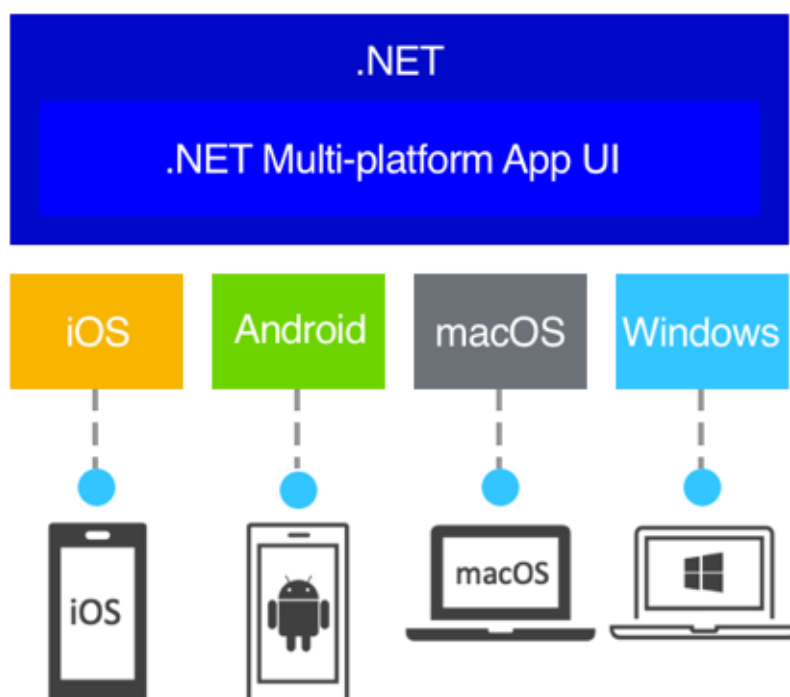 .NET
.NET Multi-platform App UI
iOS Android macOS Windows
iOS macOS